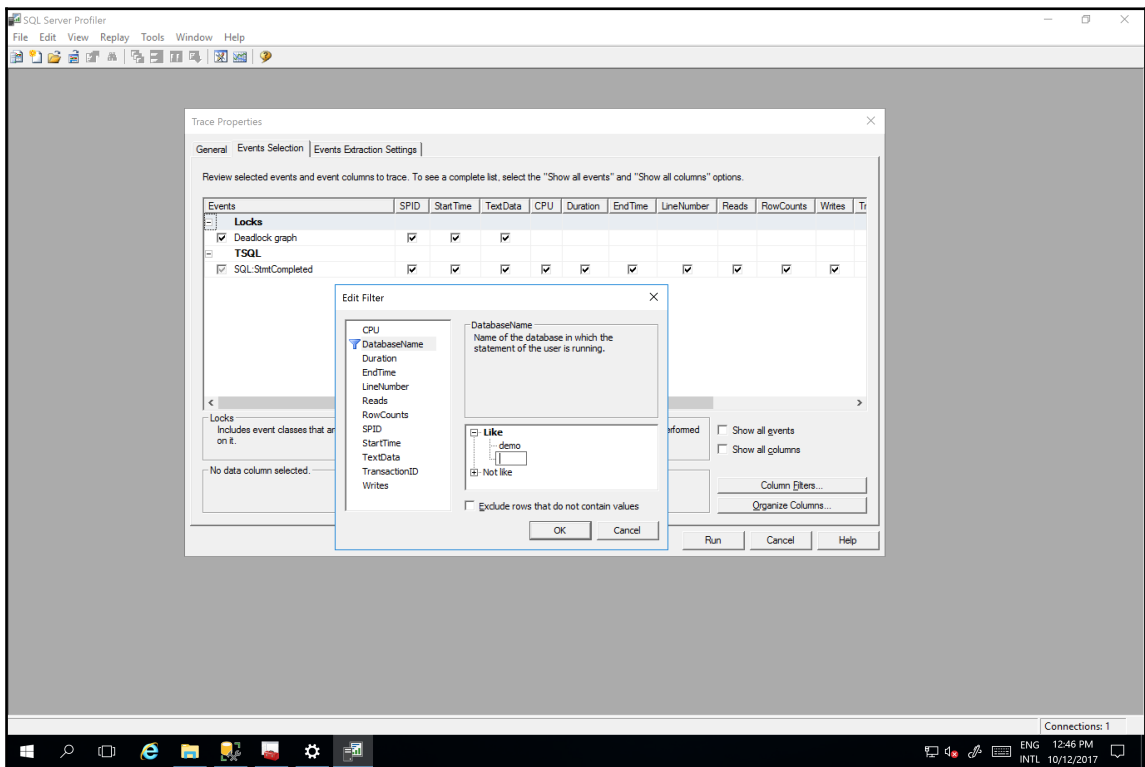 SQL Server Profiler
File Edit View Replay Tools Window Help
Trace Properties
General Events Selection Events Extraction Settings
Review selected events and event columns to trace. To see a complete list, select the "Show all events" and "Show all columns" options.
Events SPID StartTime TextData CPU Duration EndTime LineNumber Reads RowCounts Writes Tr
Locks
Deadlock graph
TSQL
SQL:StmtCompleted
Edit Filter
CPU
DatabaseName
Duration
EndTime
LineNumber
Reads
RowCounts
SPID
StartTime
TextData
TransactionID
Writes
DatabaseName
Name of the database in which the
statement of the user is running.
Like
demo
Not like
Exclude rows that do not contain values
OK Cancel
Locks
Includes event classes that ar
on it.
erformed
No data column selected.
Show all events
Show all columns
Column Filters...
Organize Columns...
Run Cancel Help
Connections: 1
ENG 12:46 PM
INTL 10/12/2017